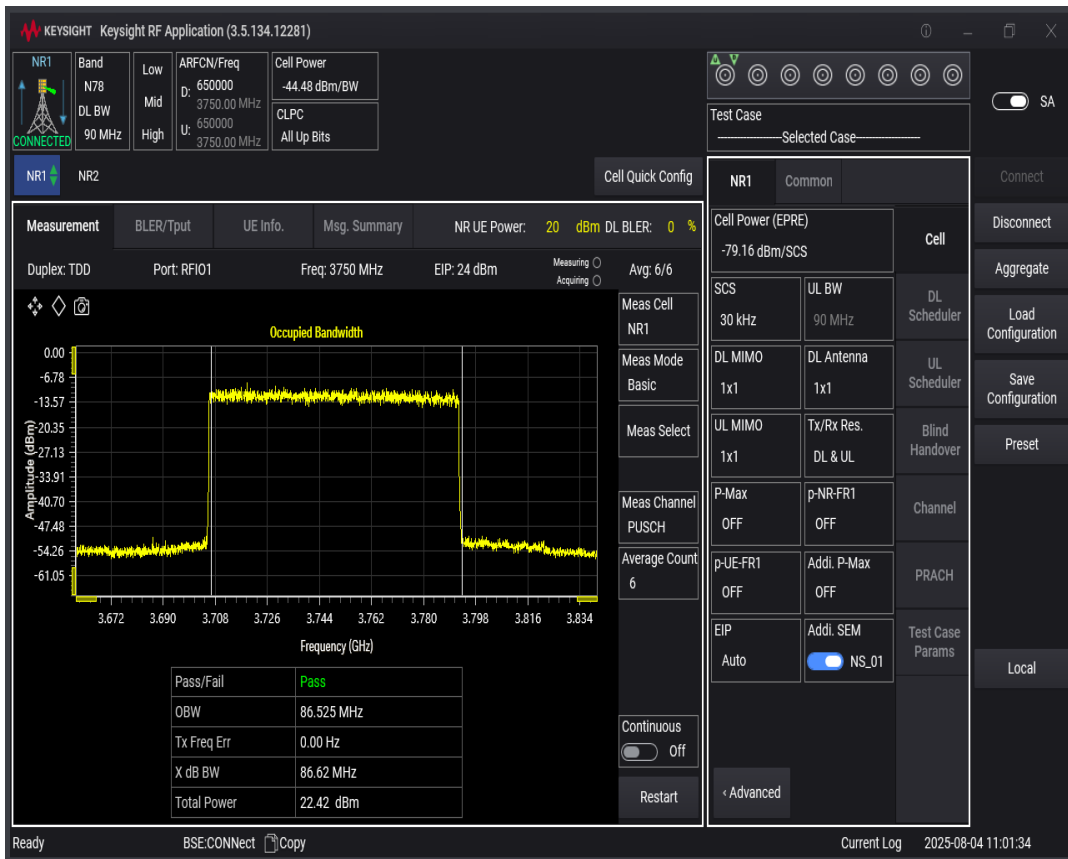 KEYSIGHT Keysight RF Application (3.5.134.12281)
NR1
CONNECTED
Band
N78
DL BW
90 MHz
Low
Mid
High
ARFCN/Freq
D: 650000
3750.00 MHz
U: 650000
3750.00 MHz
Cell Power
-44.48 dBm/BW
CLPC
All Up Bits
Test Case
Selected Case
SA
NR1
NR2
Cell Quick Config
Measurement
BLER/Tput
UE Info.
Msg. Summary
NR UE Power: 20 dBm DL BLER: 0 %
Duplex: TDD
Port: RFIO1
Freq: 3750 MHz
EIP: 24 dBm
Measuring
Acquiring
Avg: 6/6
Occupied Bandwidth
Amplitude (dBm)
0.00
-6.78
-13.57
-20.35
-27.13
-33.91
-40.70
-47.48
-54.26
-61.05
3.672 3.690 3.708 3.726 3.744 3.762 3.780 3.798 3.816 3.834
Frequency (GHz)
Pass/Fail Pass
OBW 86.525 MHz
Tx Freq Err 0.00 Hz
X dB BW 86.62 MHz
Total Power 22.42 dBm
Meas Cell
NR1
Meas Mode
Basic
Meas Select
Meas Channel
PUSCH
Average Count
6
Continuous
Off
Restart
NR1
Common
Cell Power (EPRE)
-79.16 dBm/SCS
SCS
30 kHz
UL BW
90 MHz
DL MIMO
1x1
DL Antenna
1x1
UL MIMO
1x1
Tx/Rx Res.
DL & UL
P-Max
OFF
p-NR-FR1
OFF
p-UE-FR1
OFF
Addi. P-Max
OFF
EIP
Auto
Addi. SEM
NS_01
‹ Advanced
Cell
DL
Scheduler
UL
Scheduler
Blind
Handover
Channel
PRACH
Test Case
Params
Connect
Disconnect
Aggregate
Load
Configuration
Save
Configuration
Preset
Local
Ready
BSE:CONNect
Copy
Current Log
2025-08-04 11:01:34